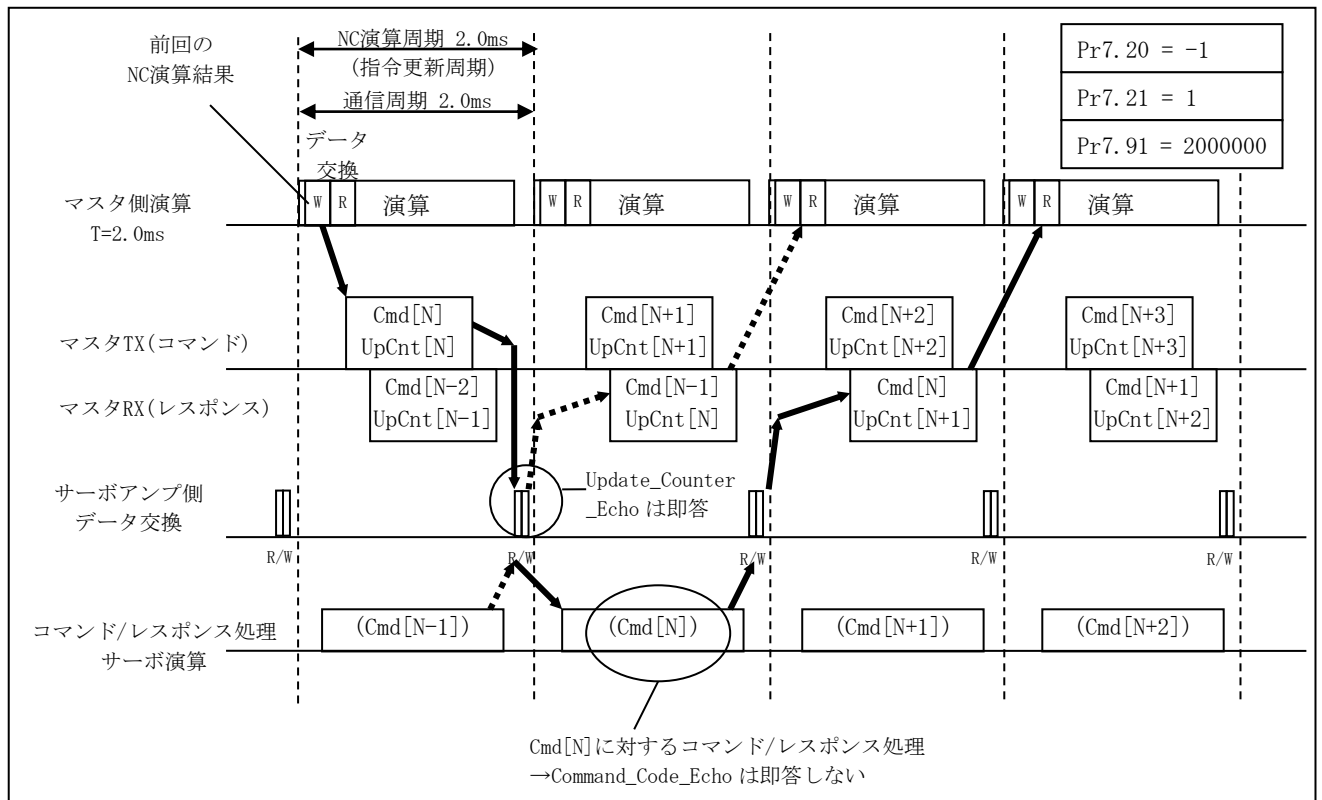 前回の
NC演算結果
NC演算周期 2.0ms
(指令更新周期)
通信周期 2.0ms
Pr7.20 = -1
Pr7.21 = 1
Pr7.91 = 2000000
データ
交換
マスタ側演算
T=2.0ms
W R 演算
W R 演算
W R 演算
W R 演算
マスタTX(コマンド)
Cmd[N]
UpCnt[N]
Cmd[N+1]
UpCnt[N+1]
Cmd[N+2]
UpCnt[N+2]
Cmd[N+3]
UpCnt[N+3]
マスタRX(レスポンス)
Cmd[N-2]
UpCnt[N-1]
Cmd[N-1]
UpCnt[N]
Cmd[N]
UpCnt[N+1]
Cmd[N+1]
UpCnt[N+2]
サーボアンプ側
データ交換
Update_Counter
_Echo は即答
R/W
R/W
R/W
R/W
R/W
コマンド/レスポンス処理
サーボ演算
(Cmd[N-1])
(Cmd[N])
(Cmd[N+1])
(Cmd[N+2])
Cmd[N]に対するコマンド/レスポンス処理
→Command_Code_Echo は即答しない